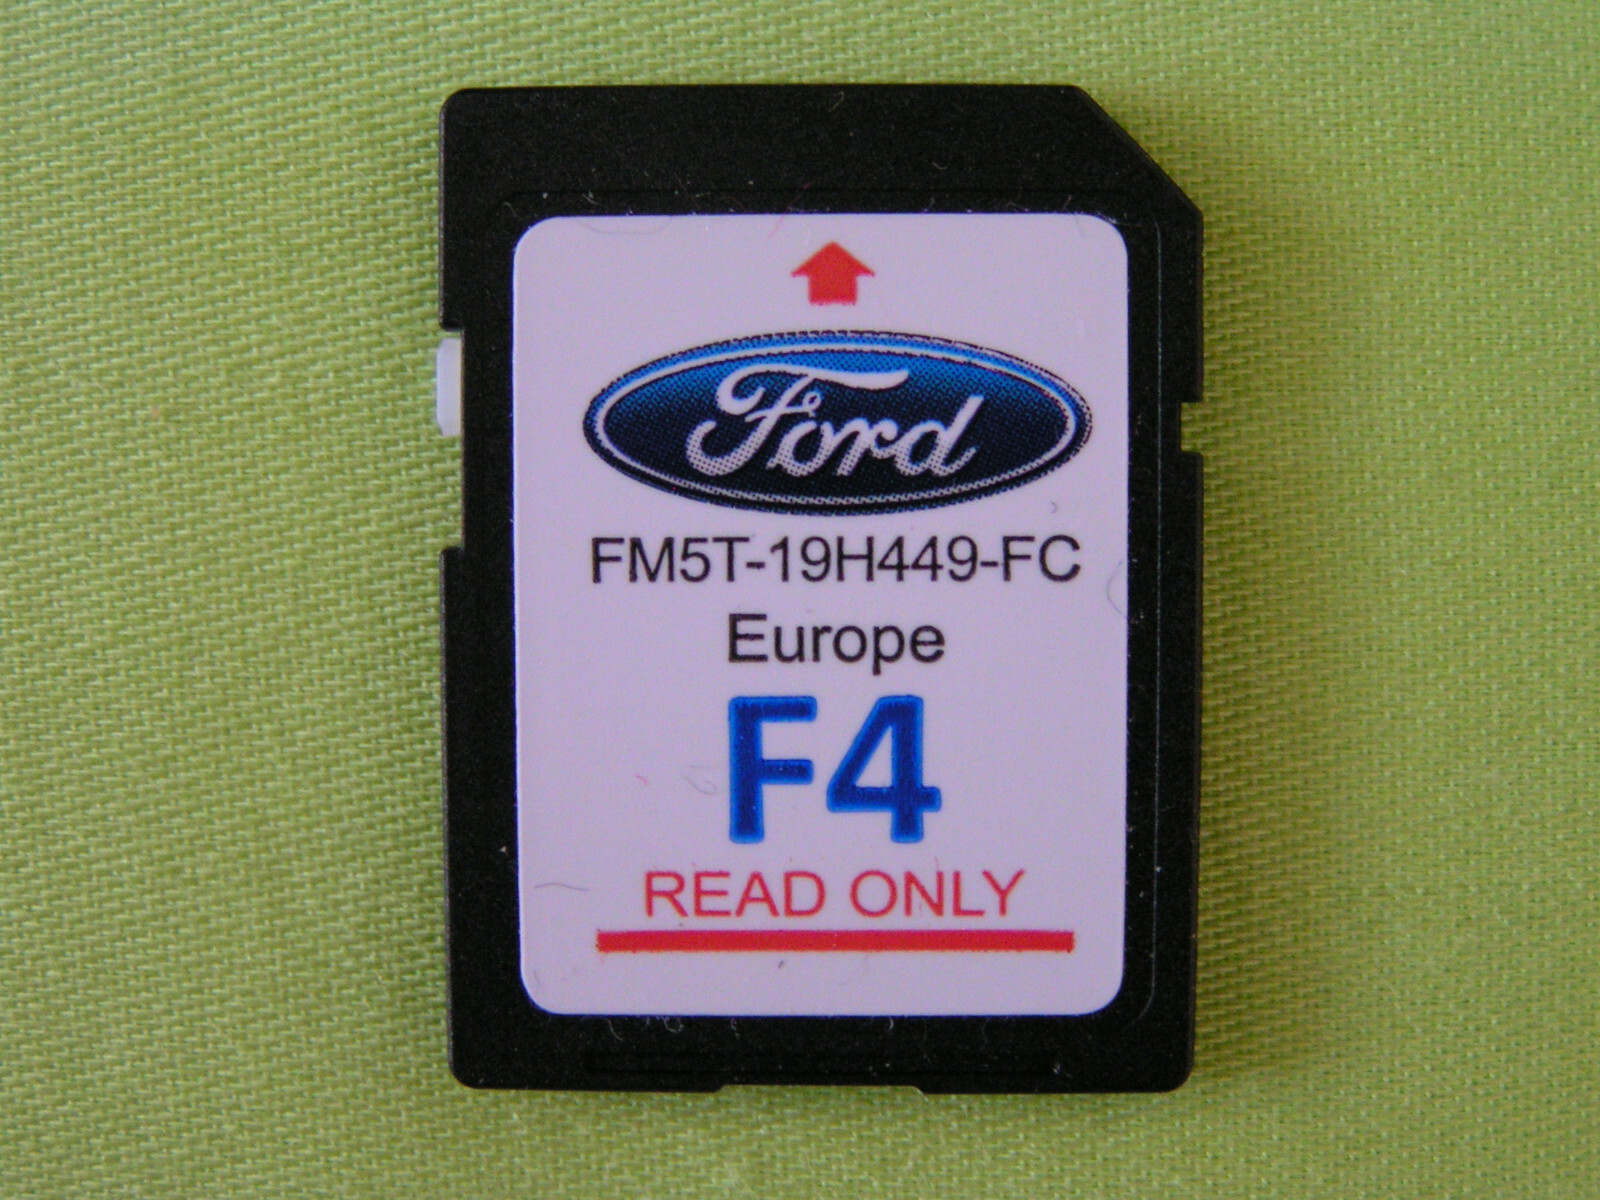 Ford
FM5T-19H449-FC
Europe
F4
READ ONLY